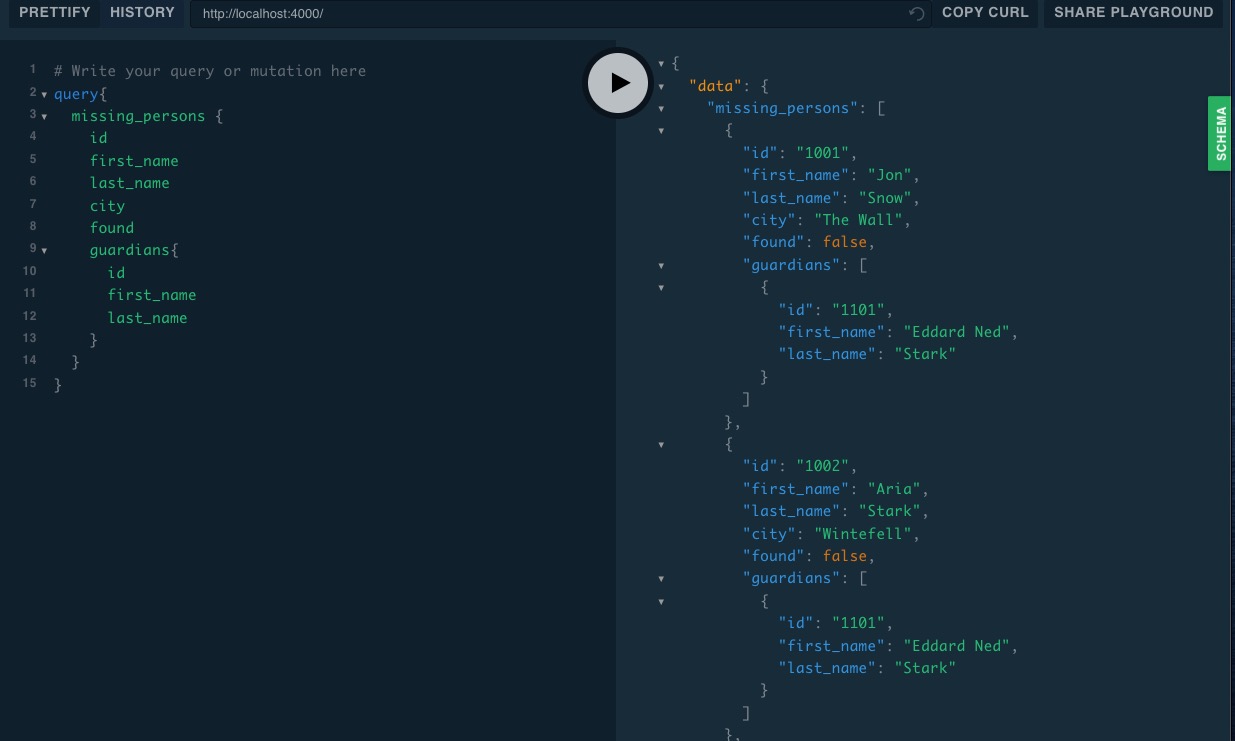 PRETTIFY HISTORY http://localhost:4000/ COPY CURL SHARE PLAYGROUND
1 # Write your query or mutation here
2 query{
3 missing_persons {
4 id
5 first_name
6 last_name
7 city
8 found
9 guardians{
10 id
11 first_name
12 last_name
13 }
14 }
15 }
{
"data": {
"missing_persons": [
{
"id": "1001",
"first_name": "Jon",
"last_name": "Snow",
"city": "The Wall",
"found": false,
"guardians": [
{
"id": "1101",
"first_name": "Eddard Ned",
"last_name": "Stark"
}
]
},
{
"id": "1002",
"first_name": "Aria",
"last_name": "Stark",
"city": "Wintefell",
"found": false,
"guardians": [
{
"id": "1101",
"first_name": "Eddard Ned",
"last_name": "Stark"
}
]
},
SCHEMA